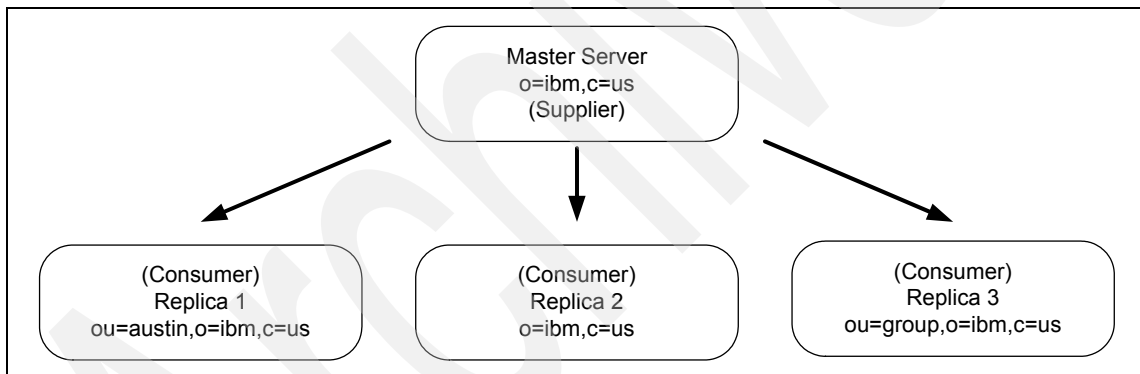 Master Server
o=ibm,c=us
(Supplier)
(Consumer)
Replica 1
ou=austin,o=ibm,c=us
(Consumer)
Replica 2
o=ibm,c=us
(Consumer)
Replica 3
ou=group,o=ibm,c=us